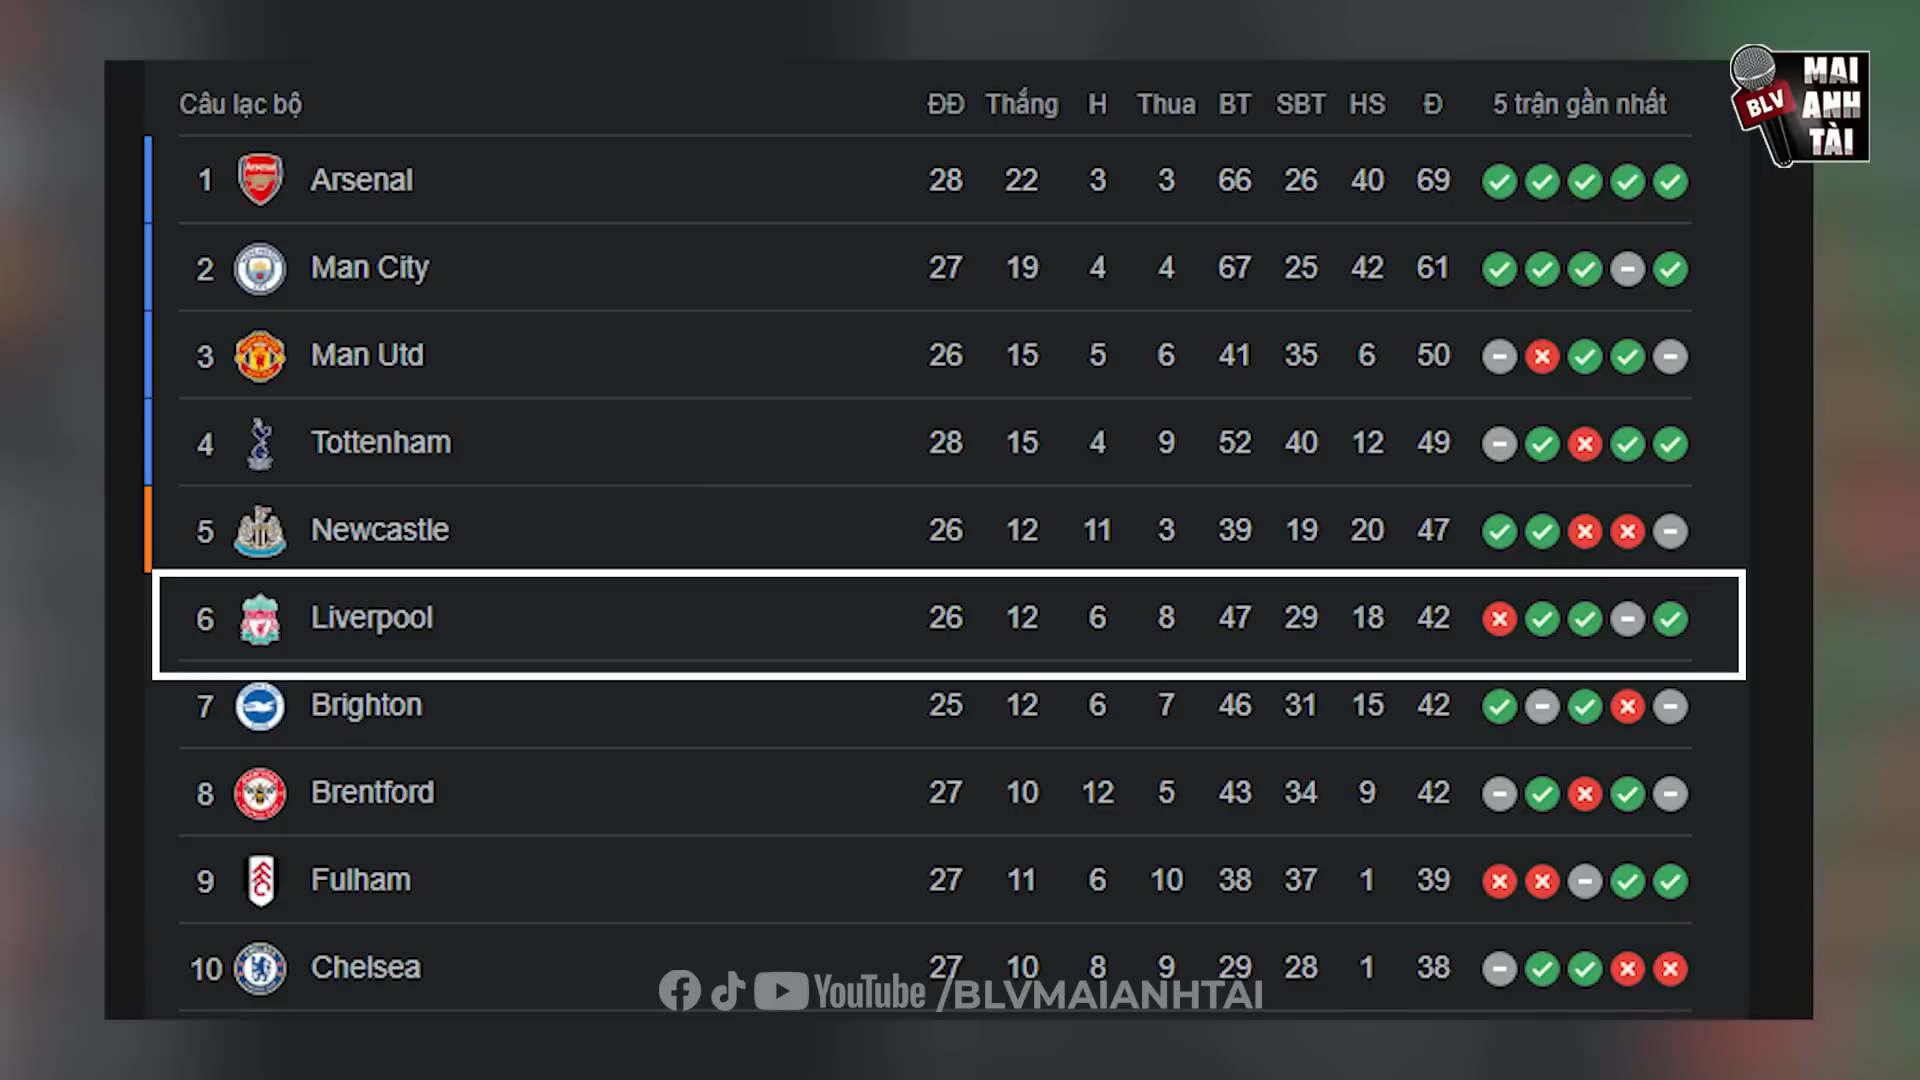 Câu lạc bộ ĐĐ Thắng H Thua BT SBT HS Đ 5 trận gần nhất
1 Arsenal 28 22 3 3 66 26 40 69
2 Man City 27 19 4 4 67 25 42 61
3 Man Utd 26 15 5 6 41 35 6 50
4 Tottenham 28 15 4 9 52 40 12 49
5 Newcastle 26 12 11 3 39 19 20 47
6 Liverpool 26 12 6 8 47 29 18 42
7 Brighton 25 12 6 7 46 31 15 42
8 Brentford 27 10 12 5 43 34 9 42
9 Fulham 27 11 6 10 38 37 1 39
10 Chelsea 27 10 8 9 29 28 1 38
YouTube /BLVMAIANHTAI
BLV
MAI
ANH
TÀI